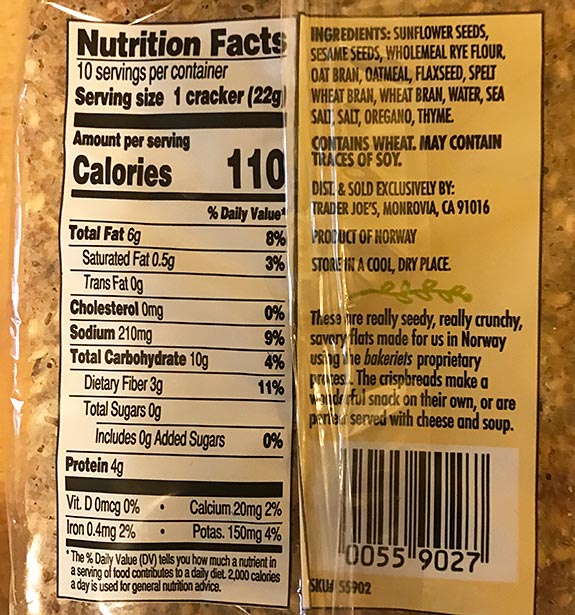 Nutrition Facts
10 servings per container
Serving size 1 cracker (22g)
Amount per serving
Calories 110
% Daily Value*
Total Fat 6g 8%
Saturated Fat 0.5g 3%
Trans Fat 0g
Cholesterol 0mg 0%
Sodium 210mg 9%
Total Carbohydrate 10g 4%
Dietary Fiber 3g 11%
Total Sugars 0g
Includes 0g Added Sugars 0%
Protein 4g
Vit. D 0mcg 0% • Calcium 20mg 2%
Iron 0.4mg 2% • Potas. 150mg 4%
* The % Daily Value (DV) tells you how much a nutrient in
a serving of food contributes to a daily diet. 2,000 calories
a day is used for general nutrition advice.
INGREDIENTS: SUNFLOWER SEEDS,
SESAME SEEDS, WHOLEMEAL RYE FLOUR,
OAT BRAN, OATMEAL, FLAXSEED, SPELT
WHEAT BRAN, WHEAT BRAN, WATER, SEA
SALT, SALT, OREGANO, THYME.
CONTAINS WHEAT. MAY CONTAIN
TRACES OF SOY.
DIST. & SOLD EXCLUSIVELY BY:
TRADER JOE'S, MONROVIA, CA 91016
PRODUCT OF NORWAY
STORE IN A COOL, DRY PLACE.
These are really seedy, really crunchy,
savory flats made for us in Norway
using the bakeriets proprietary
process. The crispbreads make a
wonderful snack on their own, or are
perfect served with cheese and soup.
0055 9027
SKU# 55902